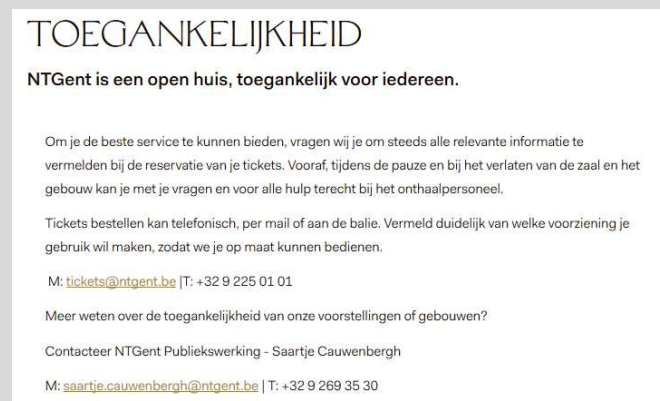 TOEGANKELIJKHEID
NTGent is een open huis, toegankelijk voor iedereen.
Om je de beste service te kunnen bieden, vragen wij je om steeds alle relevante informatie te
vermelden bij de reservatie van je tickets. Vooraf, tijdens de pauze en bij het verlaten van de zaal en het
gebouw kan je met je vragen en voor alle hulp terecht bij het onthaalpersoneel.
Tickets bestellen kan telefonisch, per mail of aan de balie. Vermeld duidelijk van welke voorziening je
gebruik wil maken, zodat we je op maat kunnen bedienen.
M: tickets@ntgent.be |T: +32 9 225 01 01
Meer weten over de toegankelijkheid van onze voorstellingen of gebouwen?
Contacteer NTGent Publiekswerking - Saartje Cauwenbergh
M: saartje.cauwenbergh@ntgent.be | T: +32 9 269 35 30